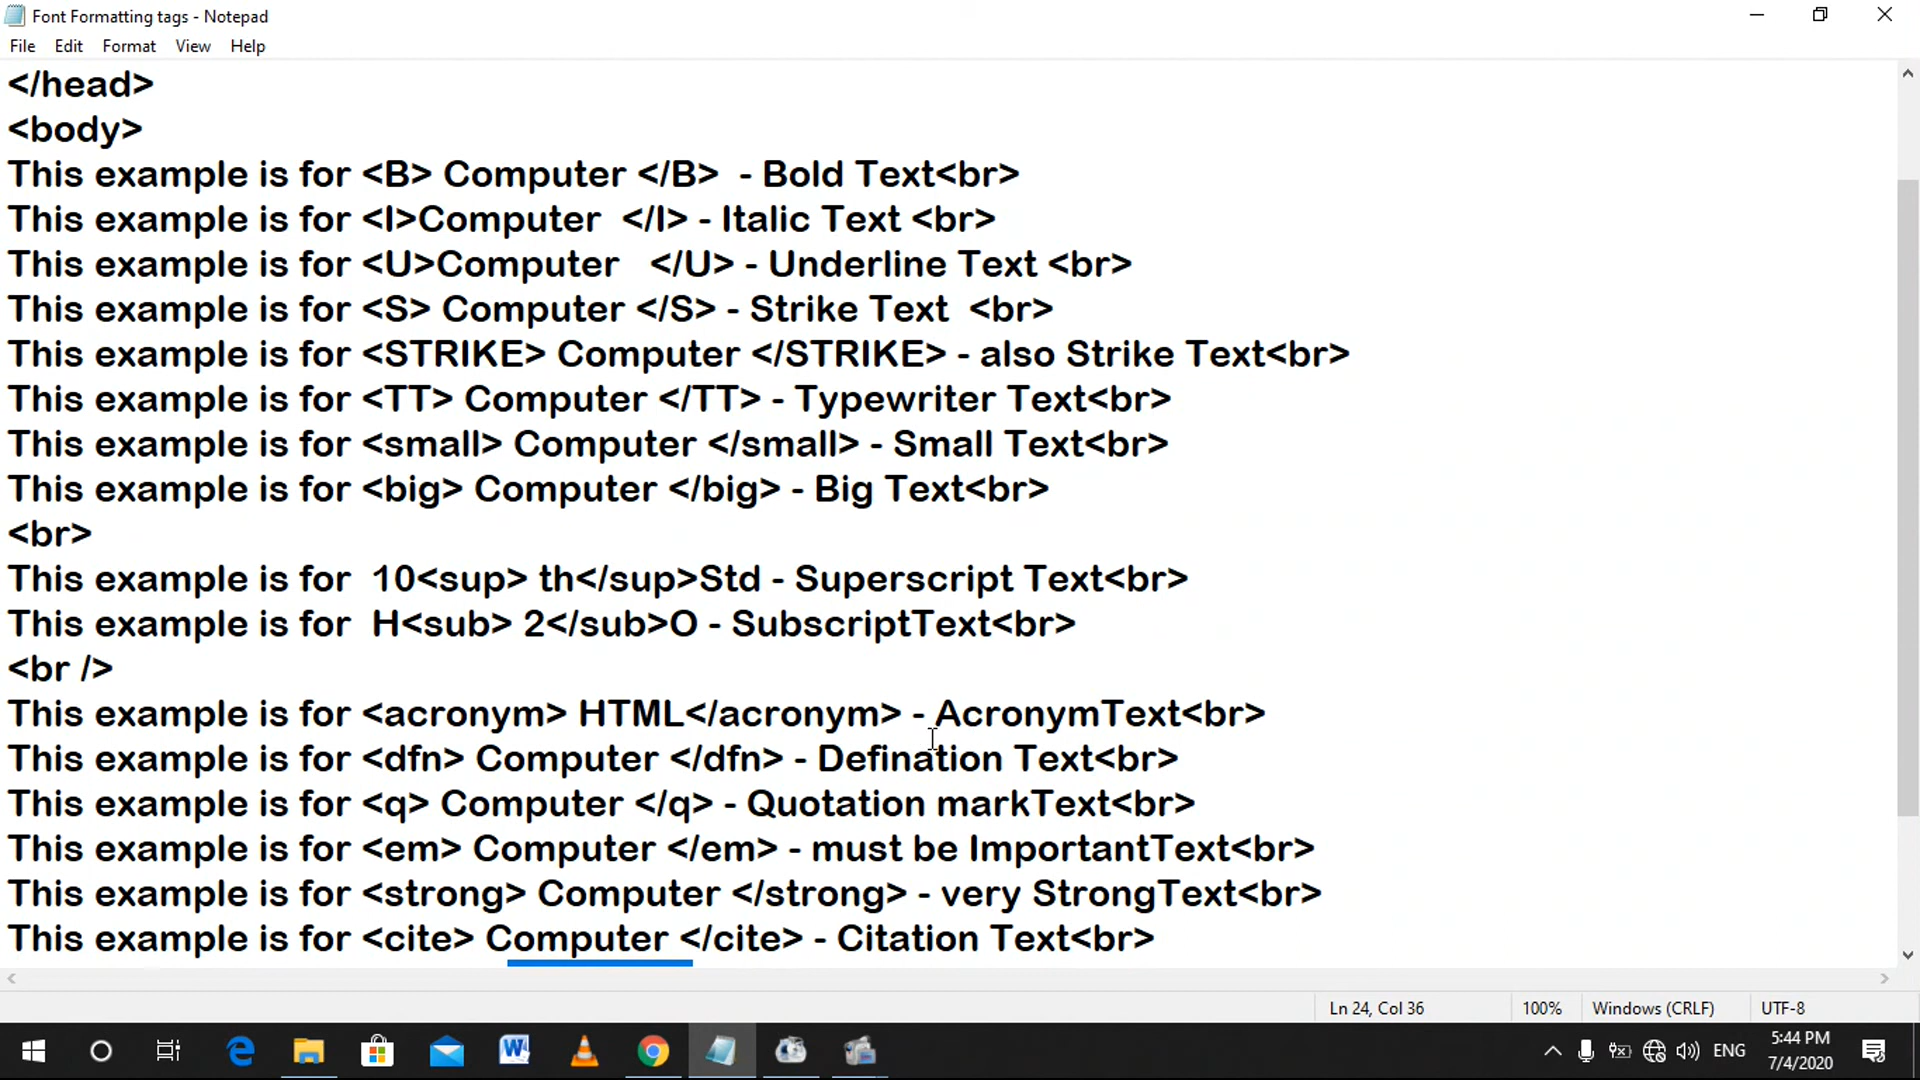 Font Formatting tags - Notepad
File Edit Format View Help
</head>
<body>
This example is for <B> Computer </B>  - Bold Text<br>
This example is for <I>Computer  </I> - Italic Text <br>
This example is for <U>Computer   </U> - Underline Text <br>
This example is for <S> Computer </S> - Strike Text  <br>
This example is for <STRIKE> Computer </STRIKE> - also Strike Text<br>
This example is for <TT> Computer </TT> - Typewriter Text<br>
This example is for <small> Computer </small> - Small Text<br>
This example is for <big> Computer </big> - Big Text<br>
<br>
This example is for  10<sup> th</sup>Std - Superscript Text<br>
This example is for  H<sub> 2</sub>O - SubscriptText<br>
<br />
This example is for <acronym> HTML</acronym> - AcronymText<br>
This example is for <dfn> Computer </dfn> - Defination Text<br>
This example is for <q> Computer </q> - Quotation markText<br>
This example is for <em> Computer </em> - must be ImportantText<br>
This example is for <strong> Computer </strong> - very StrongText<br>
This example is for <cite> Computer </cite> - Citation Text<br>
Ln 24, Col 36 100% Windows (CRLF) UTF-8
ENG
5:44 PM
7/4/2020